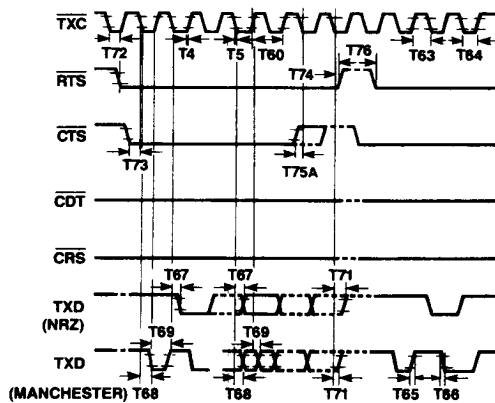 TXC
T72 T4 T5 T60 T76 T63 T64
T74
RTS
CTS
T73 T75A
CDT
CRS
T67 T67 T71
TXD
(NRZ)
T69 T69
TXD
(MANCHESTER) T68 T68 T71 T65 T66